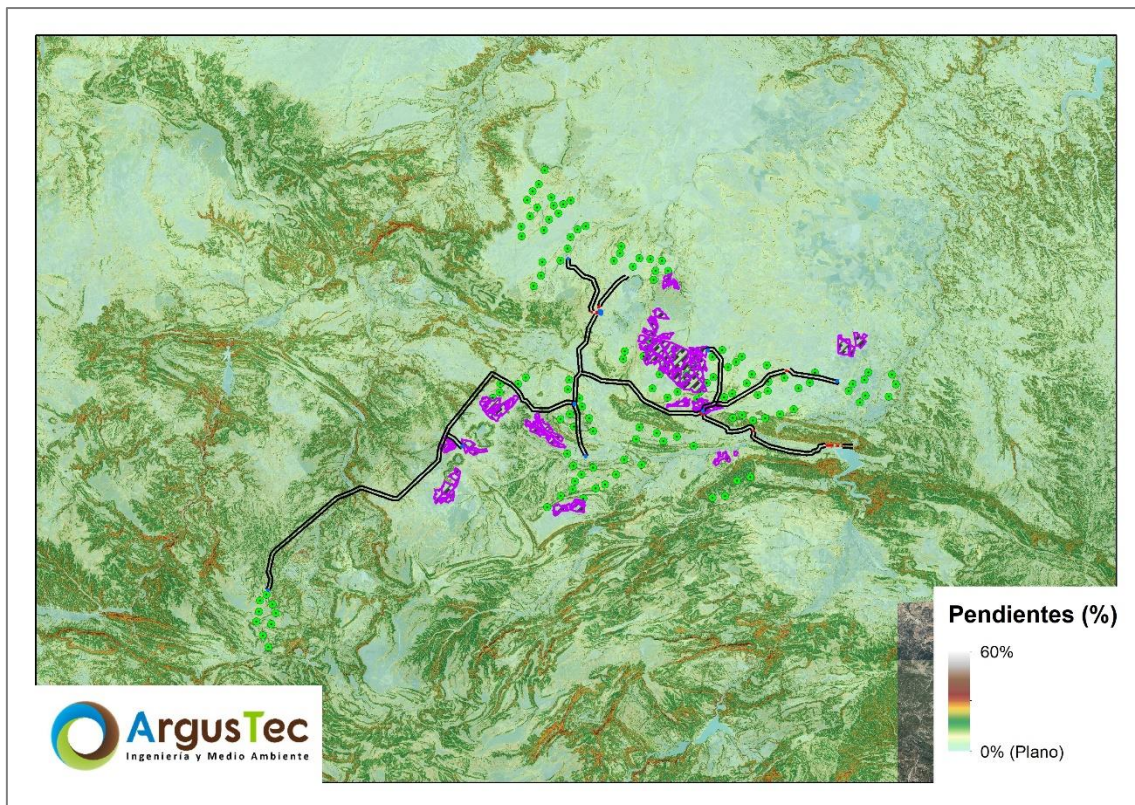 Pendientes (%)
60%
0% (Plano)
ArgusTec
Ingeniería y Medio Ambiente